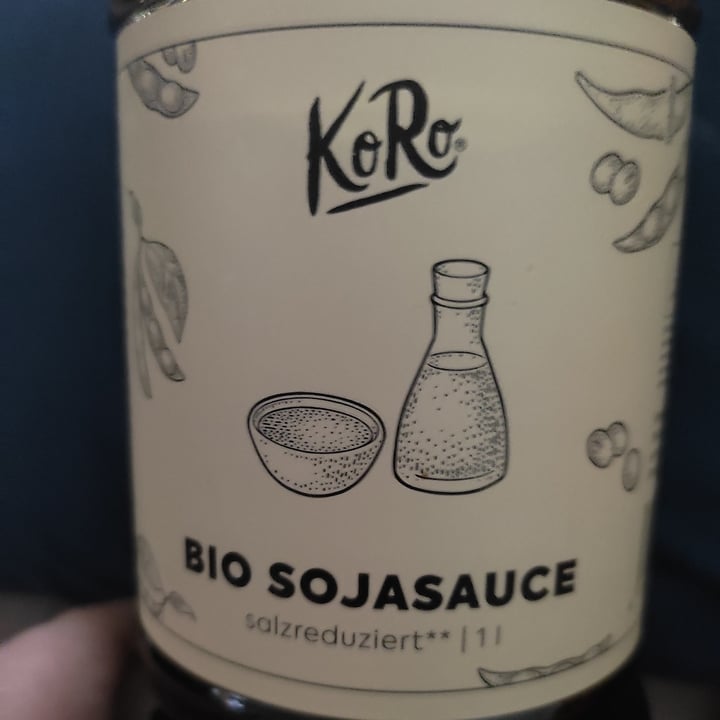 KoRo®
BIO SOJASAUCE
salzreduziert** | 1 l